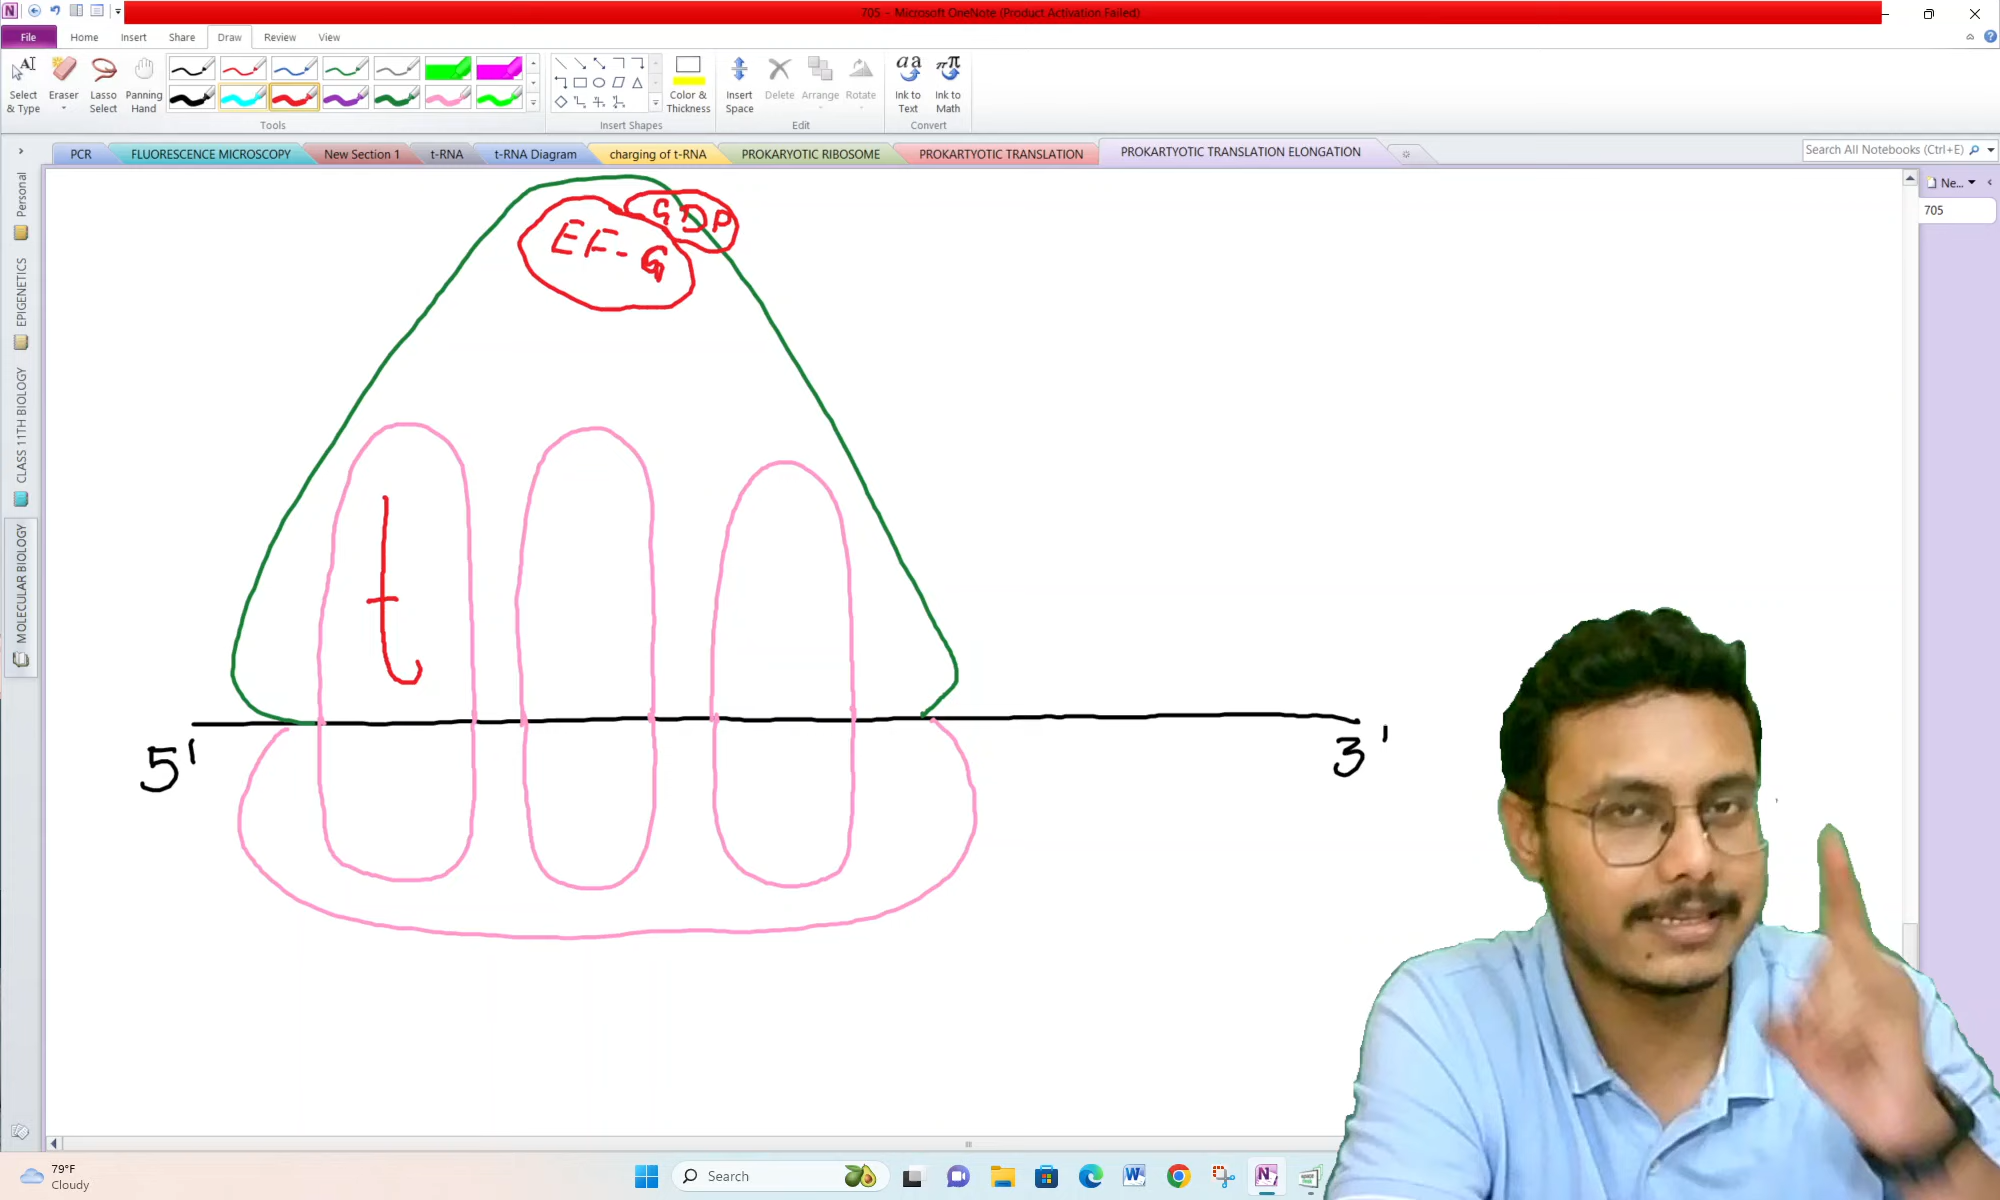 705 - Microsoft OneNote (Product Activation Failed)
File Home Insert Share Draw Review View
Select & Type
Eraser
Lasso Select
Panning Hand
Color & Thickness
Insert Space
Delete
Arrange
Rotate
Ink to Text
Ink to Math
Tools
Insert Shapes
Edit
Convert
PCR
FLUORESCENCE MICROSCOPY
New Section 1
t-RNA
t-RNA Diagram
charging of t-RNA
PROKARYOTIC RIBOSOME
PROKARTYOTIC TRANSLATION
PROKARTYOTIC TRANSLATION ELONGATION
Search All Notebooks (Ctrl+E)
Ne...
705
Personal
EPIGENETICS
CLASS 11TH BIOLOGY
MOLECULAR BIOLOGY
GDP
EF-G
t
5'
3'
79°F
Cloudy
Search